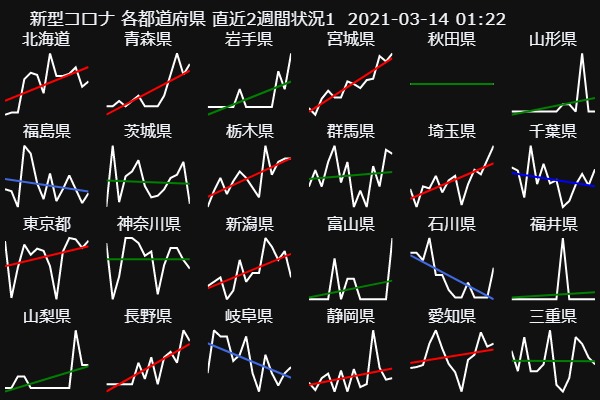 新型コロナ 各都道府県 直近2週間状況1 2021-03-14 01:22
北海道 青森県 岩手県 宮城県 秋田県 山形県
福島県 茨城県 栃木県 群馬県 埼玉県 千葉県
東京都 神奈川県 新潟県 富山県 石川県 福井県
山梨県 長野県 岐阜県 静岡県 愛知県 三重県